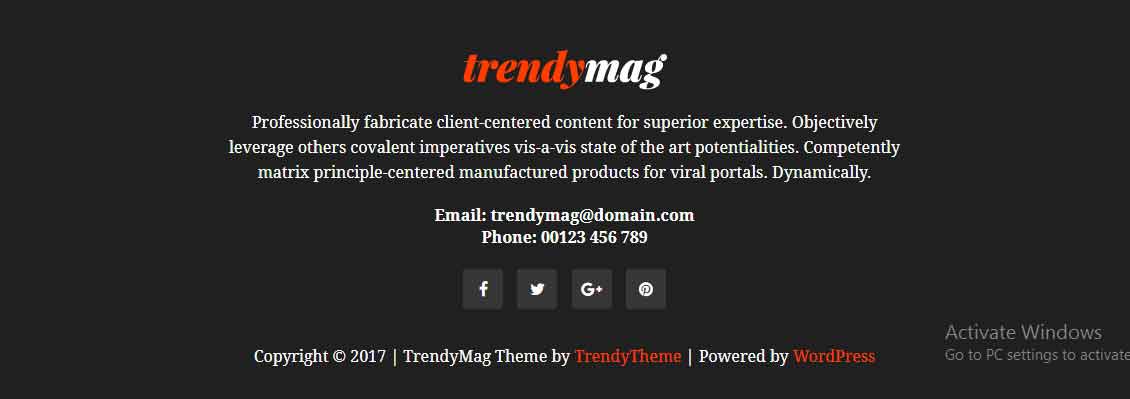 trendymag
Professionally fabricate client-centered content for superior expertise. Objectively
leverage others covalent imperatives vis-a-vis state of the art potentialities. Competently
matrix principle-centered manufactured products for viral portals. Dynamically.
Email: trendymag@domain.com
Phone: 00123 456 789
f G+
Copyright © 2017 | TrendyMag Theme by TrendyTheme | Powered by WordPress
Activate Windows
Go to PC settings to activate